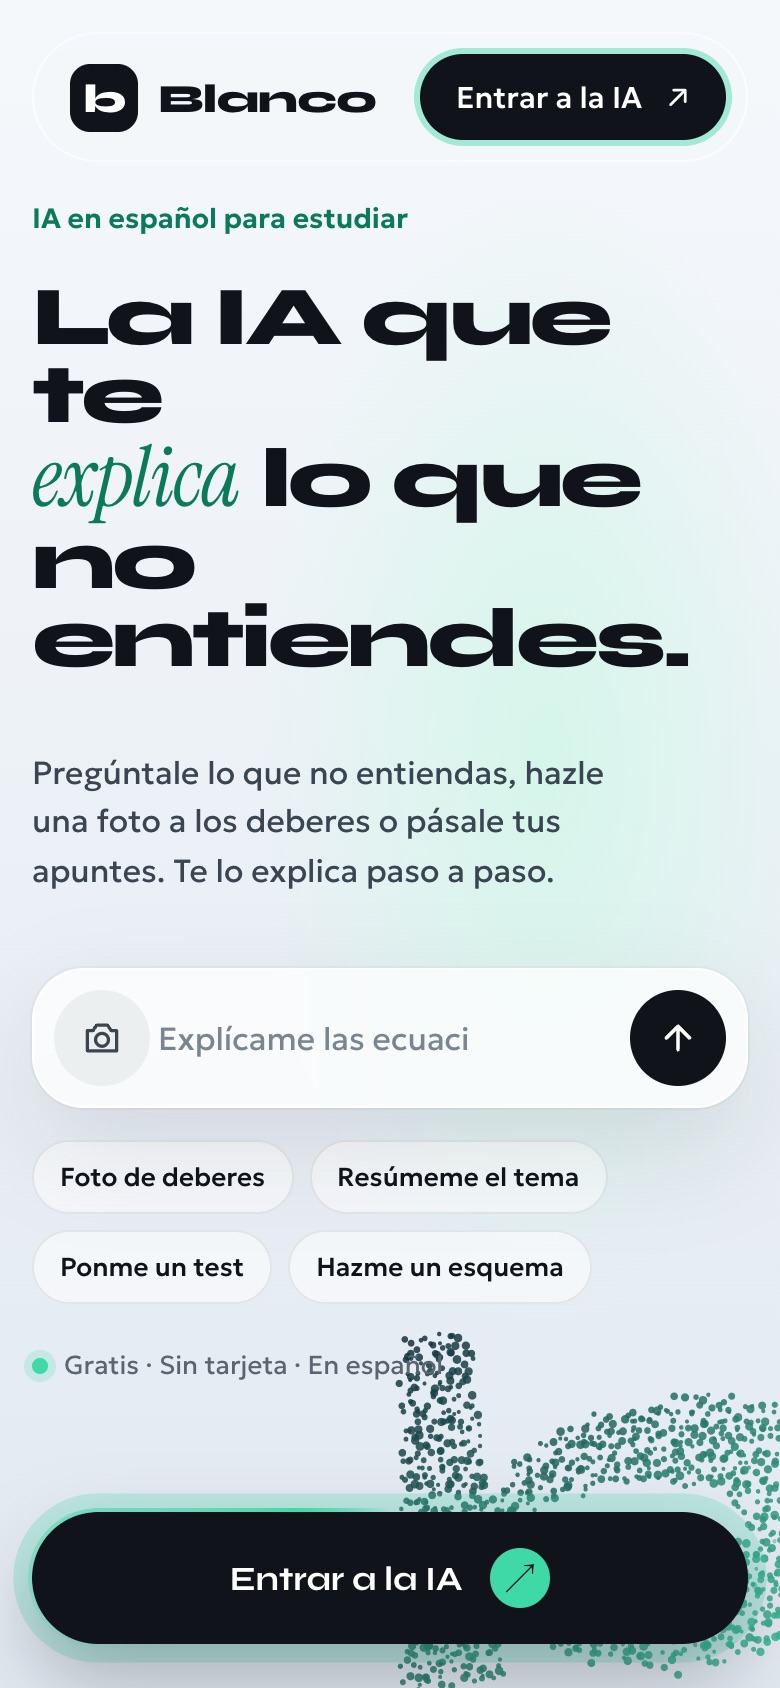 b Blanco
Entrar a la IA
IA en español para estudiar
La IA que
te
explica lo que
no
entiendes.
Pregúntale lo que no entiendas, hazle
una foto a los deberes o pásale tus
apuntes. Te lo explica paso a paso.
Explícame las ecuaci
Foto de deberes
Resúmeme el tema
Ponme un test
Hazme un esquema
Gratis · Sin tarjeta · En español
Entrar a la IA